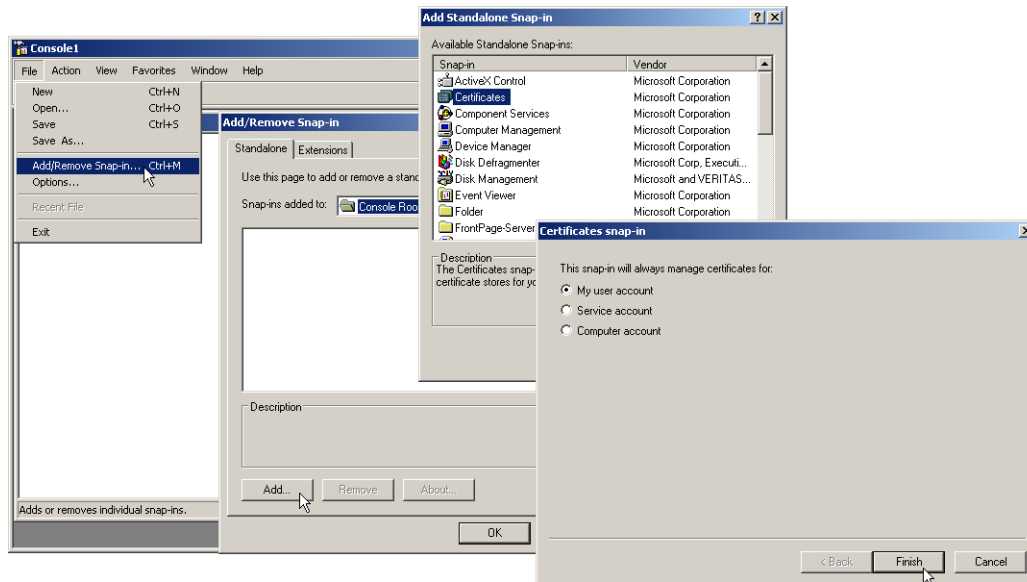 Console1
File Action View Favorites Window Help
New Ctrl+N
Open... Ctrl+O
Save Ctrl+S
Save As...
Add/Remove Snap-in... Ctrl+M
Options...
Recent File
Exit
Adds or removes individual snap-ins.
Add/Remove Snap-in
Standalone Extensions
Use this page to add or remove a stand
Snap-ins added to: Console Roo
Description
Add... Remove About...
OK
Add Standalone Snap-in
Available Standalone Snap-ins:
Snap-in Vendor
ActiveX Control Microsoft Corporation
Certificates Microsoft Corporation
Component Services Microsoft Corporation
Computer Management Microsoft Corporation
Device Manager Microsoft Corporation
Disk Defragmenter Microsoft Corp, Executi...
Disk Management Microsoft and VERITAS...
Event Viewer Microsoft Corporation
Folder Microsoft Corporation
FrontPage-Server
Description
The Certificates snap-
certificate stores for yo
Certificates snap-in
This snap-in will always manage certificates for:
My user account
Service account
Computer account
< Back Finish Cancel